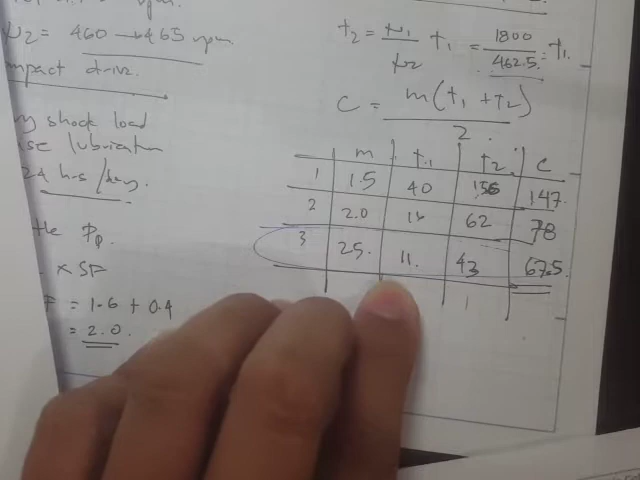 N2 = 460 → 465 rpm.
mpact drive.
y shock load
se lubrication
24 hrs/day.
the Pp.
x SF
= 1.6 + 0.4
= 2.0.
t2 = N1/N2 t1 = 1800/462.5 = t1.
C = m(t1 + t2)/2.
m t1 t2 C
1 1.5 40 156 147.
2 2.0 16 62 78
3 25. 11. 43 67.5.